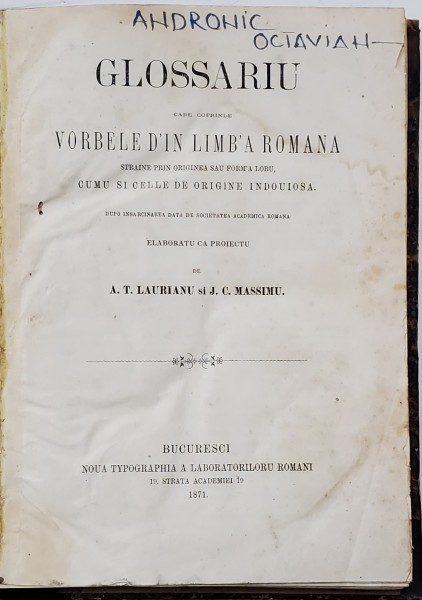 ANDRONIC
OCTAVIAN
GLOSSARIU
CARE COPRINDE
VORBELE D'IN LIMB'A ROMANA
STRAINE PRIN ORIGINEA SAU FORM'A LORU,
CUMU SI CELLE DE ORIGINE INDOUIOSA.
DUPO INSARCINAREA DATA DE SOCIETATEA ACADEMICA ROMANA
ELABORATU CA PROIECTU
DE
A. T. LAURIANU si J. C. MASSIMU.
BUCURESCI
NOUA TYPOGRAPHIA A LABORATORILORU ROMANI
19. STRATA ACADEMIEI 19
1871.